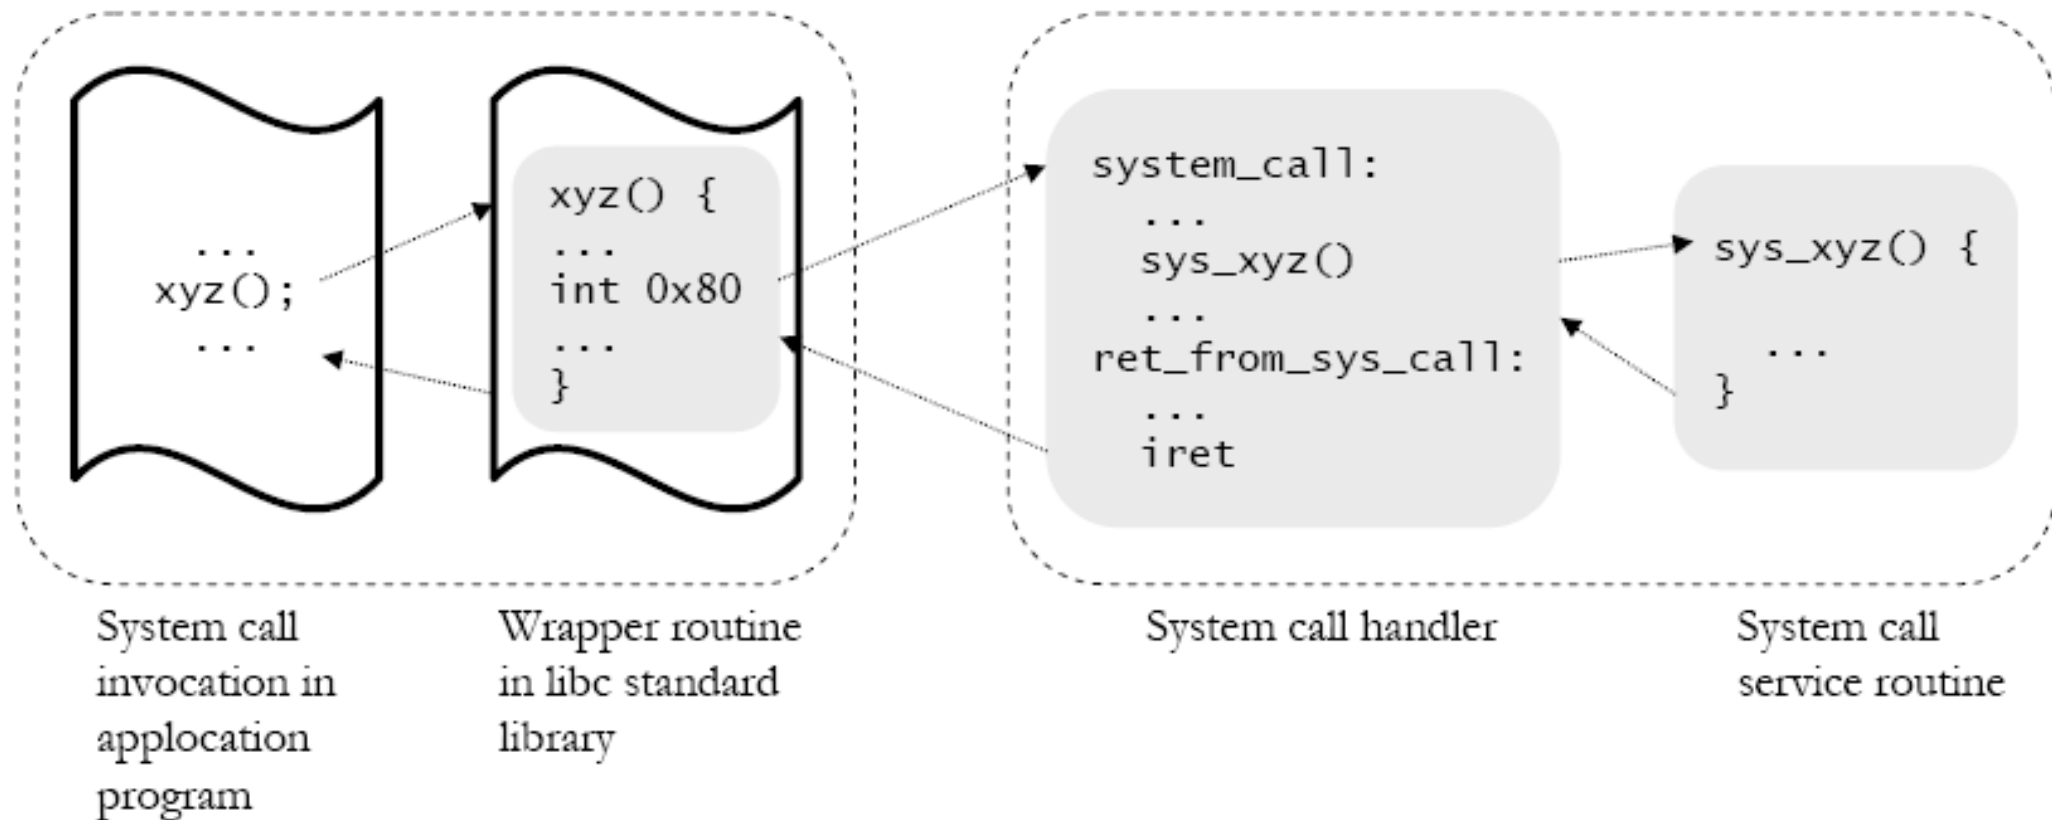 ...
xyz();
...
xyz() {
...
int 0x80
...
}
system_call:
...
sys_xyz()
...
ret_from_sys_call:
...
iret
sys_xyz() {
...
}
System call
invocation in
applocation
program
Wrapper routine
in libc standard
library
System call handler
System call
service routine